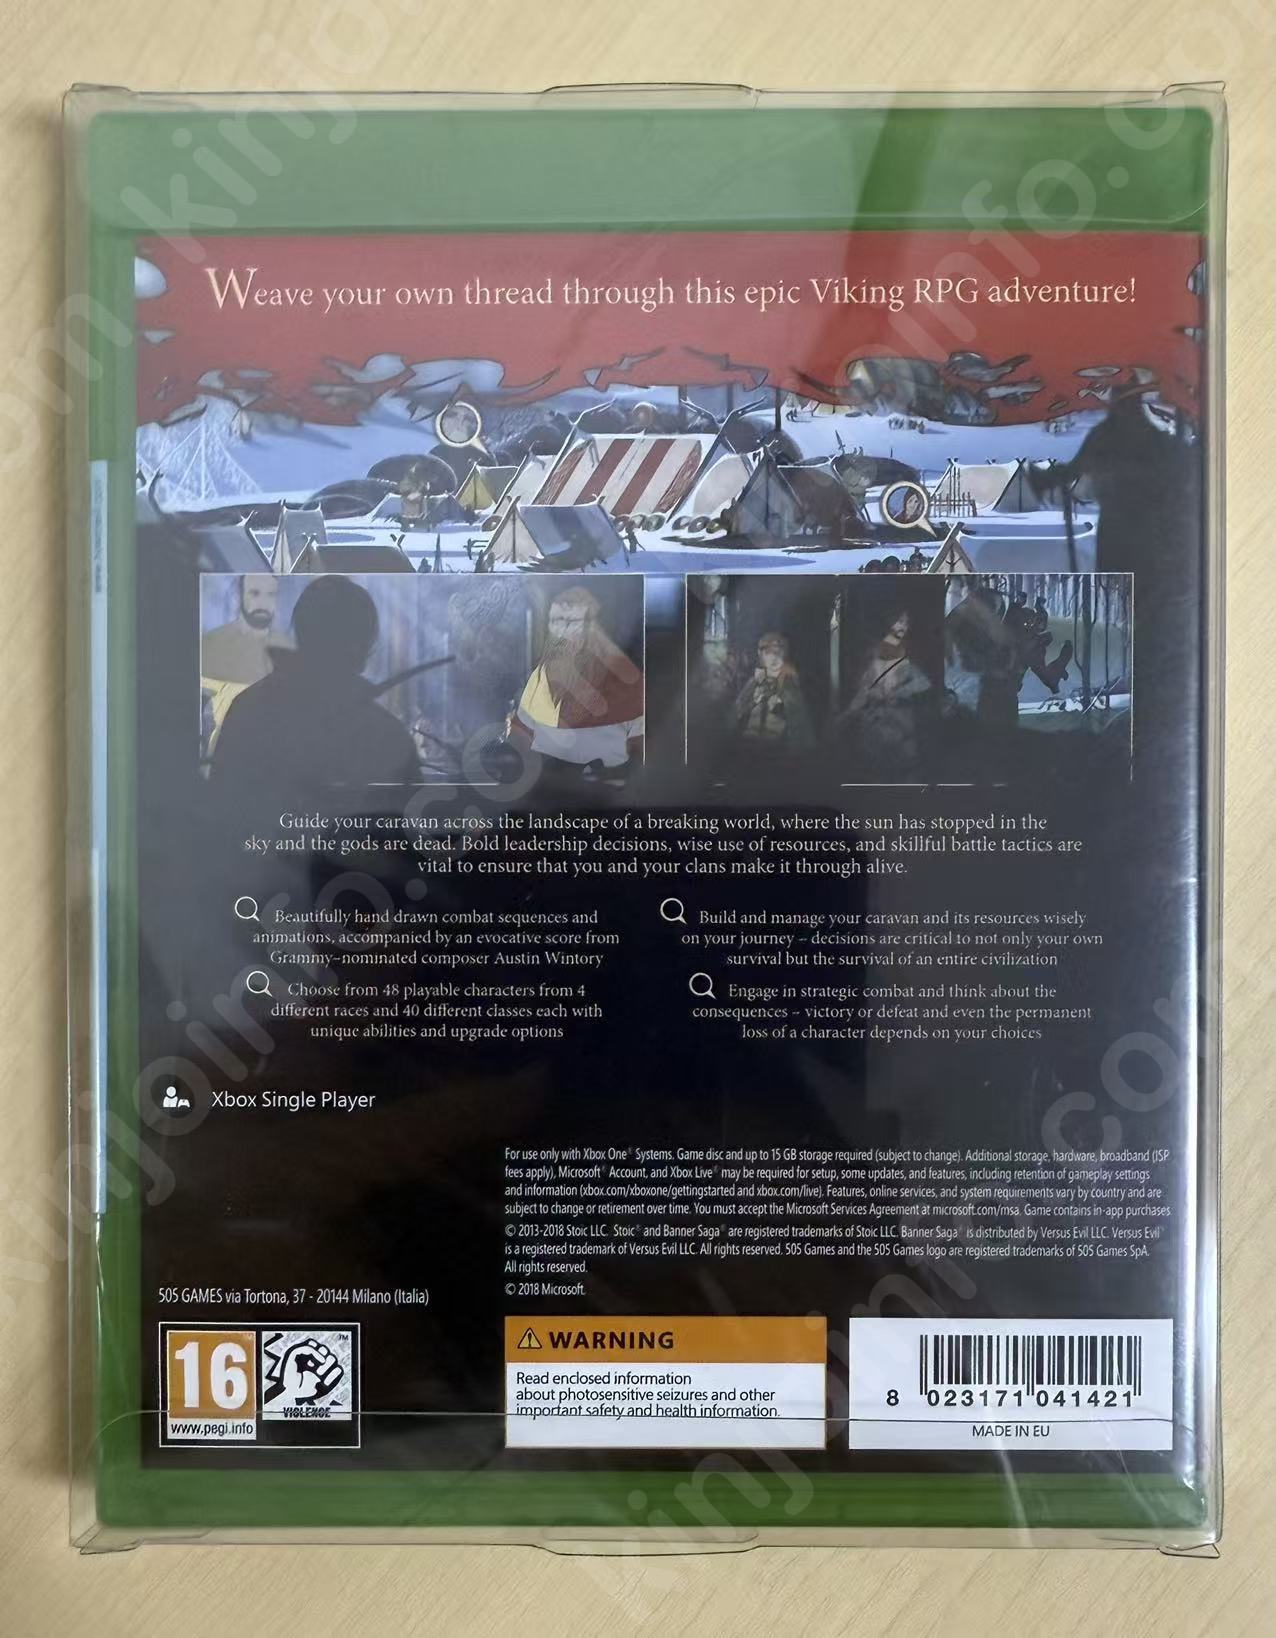 Weave your own thread through this epic Viking RPG adventure!
Guide your caravan across the landscape of a breaking world, where the sun has stopped in the
sky and the gods are dead. Bold leadership decisions, wise use of resources, and skillful battle tactics are
vital to ensure that you and your clans make it through alive.
Beautifully hand drawn combat sequences and
animations, accompanied by an evocative score from
Grammy-nominated composer Austin Wintory
Choose from 48 playable characters from 4
different races and 40 different classes each with
unique abilities and upgrade options
Build and manage your caravan and its resources wisely
on your journey – decisions are critical to not only your own
survival but the survival of an entire civilization
Engage in strategic combat and think about the
consequences – victory or defeat and even the permanent
loss of a character depends on your choices
Xbox Single Player
For use only with Xbox One® Systems. Game disc and up to 15 GB storage required (subject to change). Additional storage, hardware, broadband (ISP
fees apply), Microsoft® Account, and Xbox Live® may be required for setup, some updates, and features, including retention of gameplay settings
and information (xbox.com/xboxone/gettingstarted and xbox.com/live). Features, online services, and system requirements vary by country and are
subject to change or retirement over time. You must accept the Microsoft Services Agreement at microsoft.com/msa. Game contains in-app purchases.
© 2013-2018 Stoic LLC. Stoic® and Banner Saga® are registered trademarks of Stoic LLC. Banner Saga® is distributed by Versus Evil LLC. Versus Evil®
is a registered trademark of Versus Evil LLC. All rights reserved. 505 Games and the 505 Games logo are registered trademarks of 505 Games SpA.
All rights reserved.
© 2018 Microsoft.
505 GAMES via Tortona, 37 - 20144 Milano (Italia)
16
www.pegi.info
VIOLENCE
TM
WARNING
Read enclosed information
about photosensitive seizures and other
important safety and health information.
8 023171 041421
MADE IN EU
kinjoinfo.com